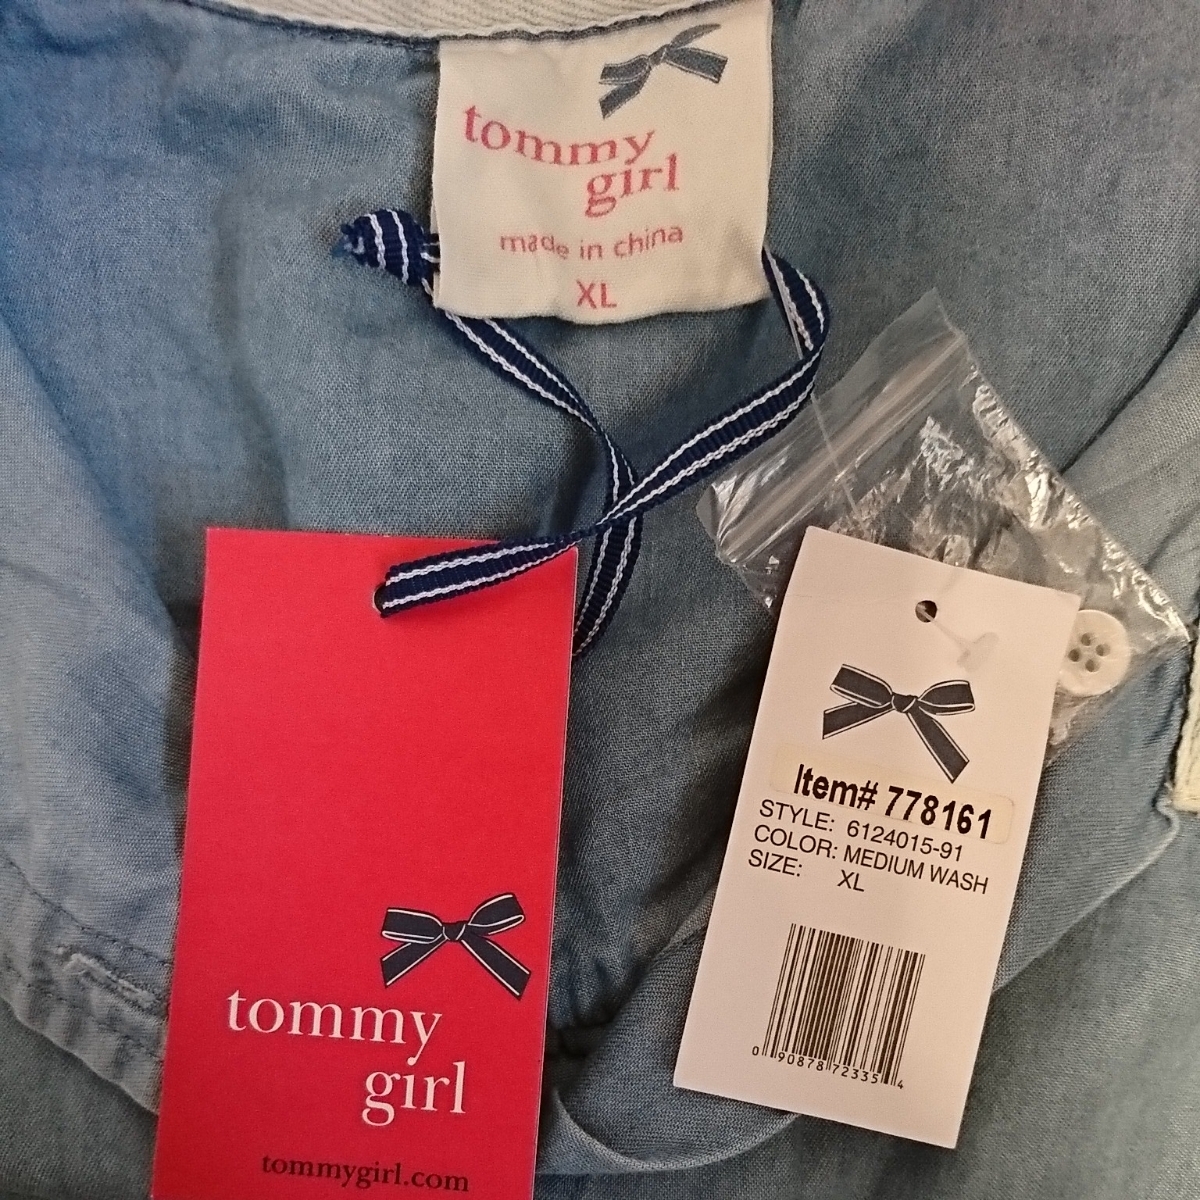 tommy
girl
made in china
XL
tommy
girl
tommygirl.com
Item# 778161
STYLE: 6124015-91
COLOR: MEDIUM WASH
SIZE: XL
0 90878 72335 4